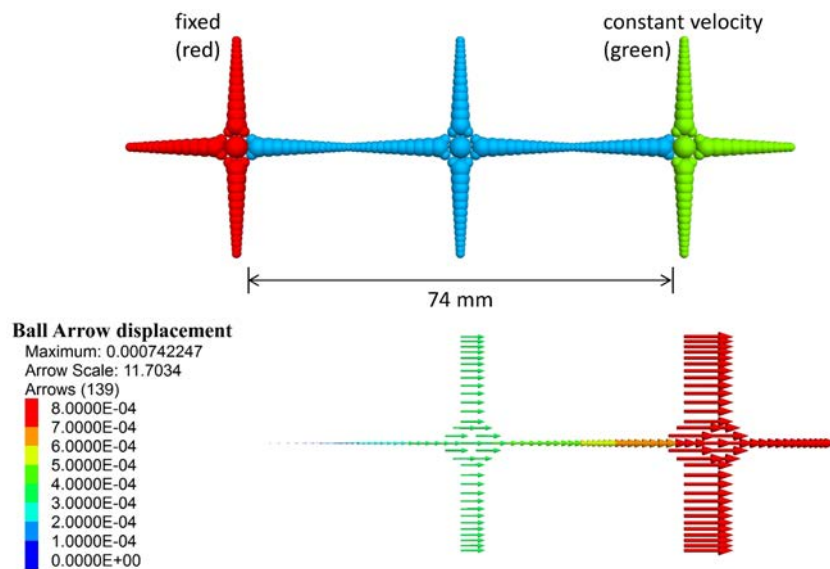 fixed
(red)
constant velocity
(green)
74 mm
Ball Arrow displacement
Maximum: 0.000742247
Arrow Scale: 11.7034
Arrows (139)
8.0000E-04
7.0000E-04
6.0000E-04
5.0000E-04
4.0000E-04
3.0000E-04
2.0000E-04
1.0000E-04
0.0000E+00